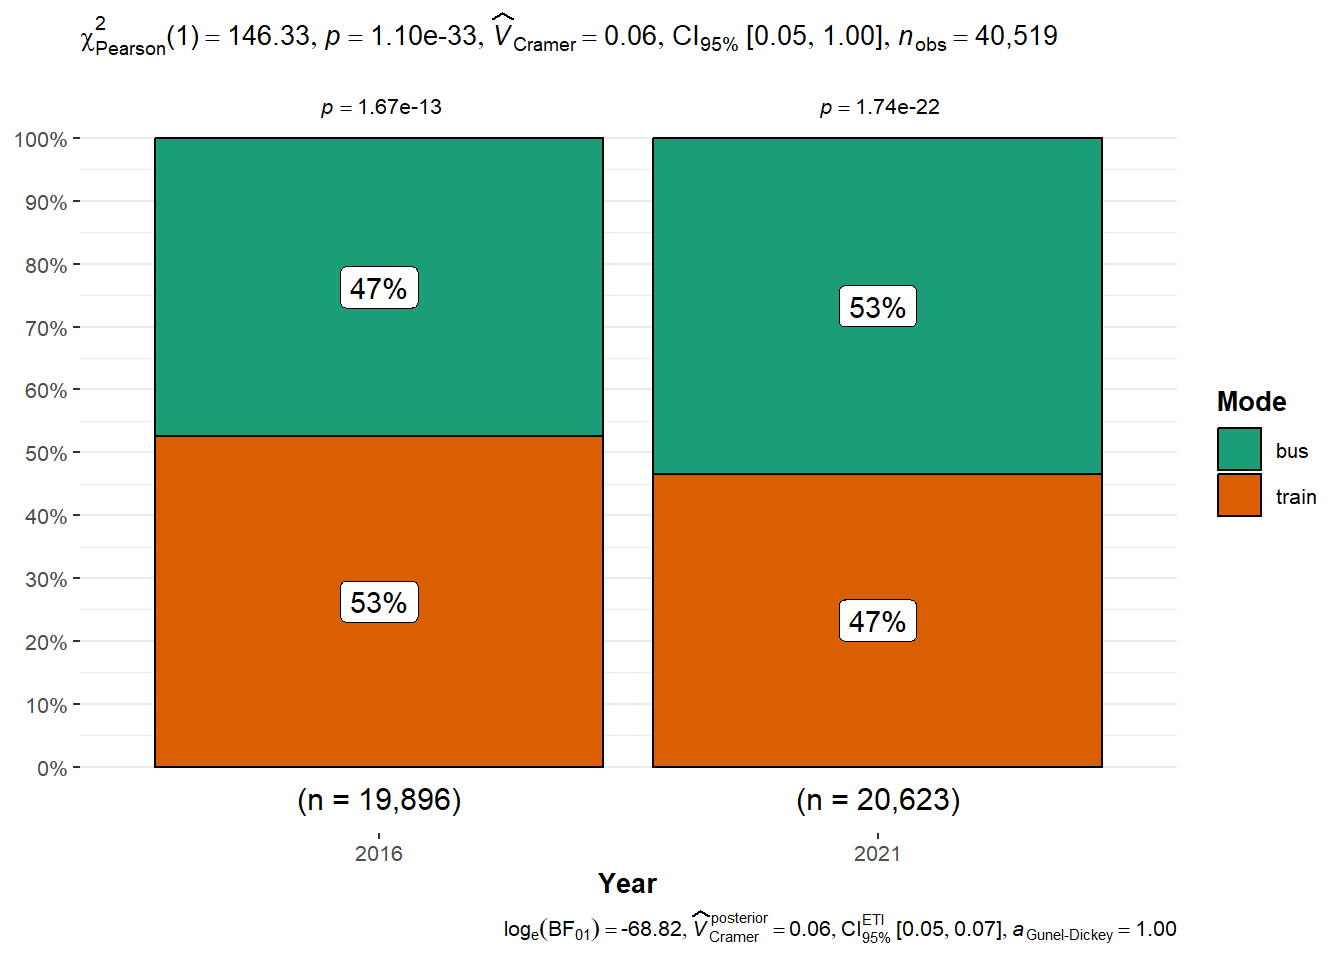 χ²Pearson(1) = 146.33, p = 1.10e-33, V̂Cramer = 0.06, CI95% [0.05, 1.00], nobs = 40,519
p = 1.67e-13
p = 1.74e-22
100%
90%
80%
70%
60%
50%
40%
30%
20%
10%
0%
47%
53%
53%
47%
Mode
bus
train
(n = 19,896)
(n = 20,623)
2016
2021
Year
loge(BF01) = -68.82, V̂posteriorCramer = 0.06, CIETI95% [0.05, 0.07], aGunel-Dickey = 1.00